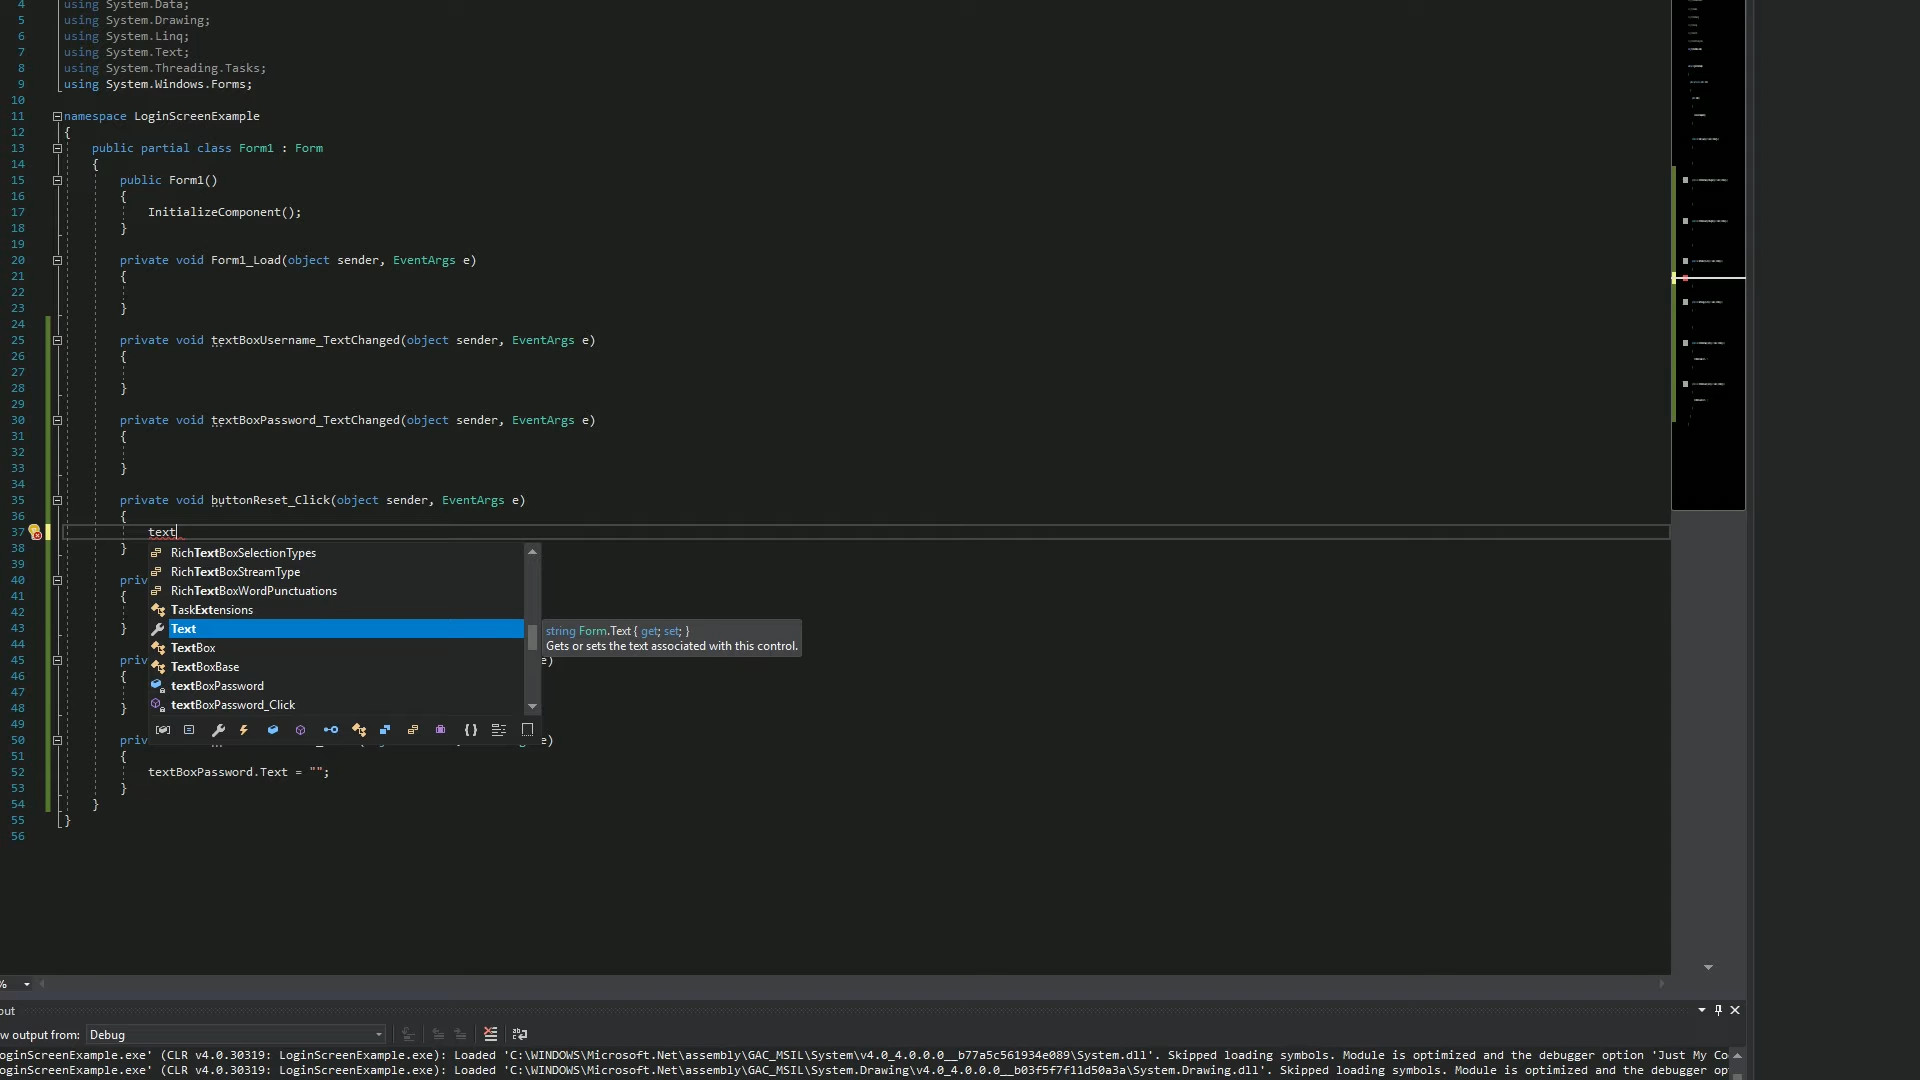 4 using System.Data;
5 using System.Drawing;
6 using System.Linq;
7 using System.Text;
8 using System.Threading.Tasks;
9 using System.Windows.Forms;
10
11 namespace LoginScreenExample
12 {
13 public partial class Form1 : Form
14 {
15 public Form1()
16 {
17 InitializeComponent();
18 }
19
20 private void Form1_Load(object sender, EventArgs e)
21 {
22
23 }
24
25 private void textBoxUsername_TextChanged(object sender, EventArgs e)
26 {
27
28 }
29
30 private void textBoxPassword_TextChanged(object sender, EventArgs e)
31 {
32
33 }
34
35 private void buttonReset_Click(object sender, EventArgs e)
36 {
37 text
38 }
RichTextBoxSelectionTypes
39
RichTextBoxStreamType
40 priv
RichTextBoxWordPunctuations
41 {
TaskExtensions
42
43 }
Text
string Form.Text { get; set; }
Gets or sets the text associated with this control.
44
TextBox
45 priv e)
TextBoxBase
46 {
textBoxPassword
47
textBoxPassword_Click
48 }
49
50 priv e)
51 {
52 textBoxPassword.Text = "";
53 }
54 }
55 }
56
%
out
w output from: Debug
oginScreenExample.exe' (CLR v4.0.30319: LoginScreenExample.exe): Loaded 'C:\WINDOWS\Microsoft.Net\assembly\GAC_MSIL\System\v4.0_4.0.0.0__b77a5c561934e089\System.dll'. Skipped loading symbols. Module is optimized and the debugger option 'Just My Co
oginScreenExample.exe' (CLR v4.0.30319: LoginScreenExample.exe): Loaded 'C:\WINDOWS\Microsoft.Net\assembly\GAC_MSIL\System.Drawing\v4.0_4.0.0.0__b03f5f7f11d50a3a\System.Drawing.dll'. Skipped loading symbols. Module is optimized and the debugger op